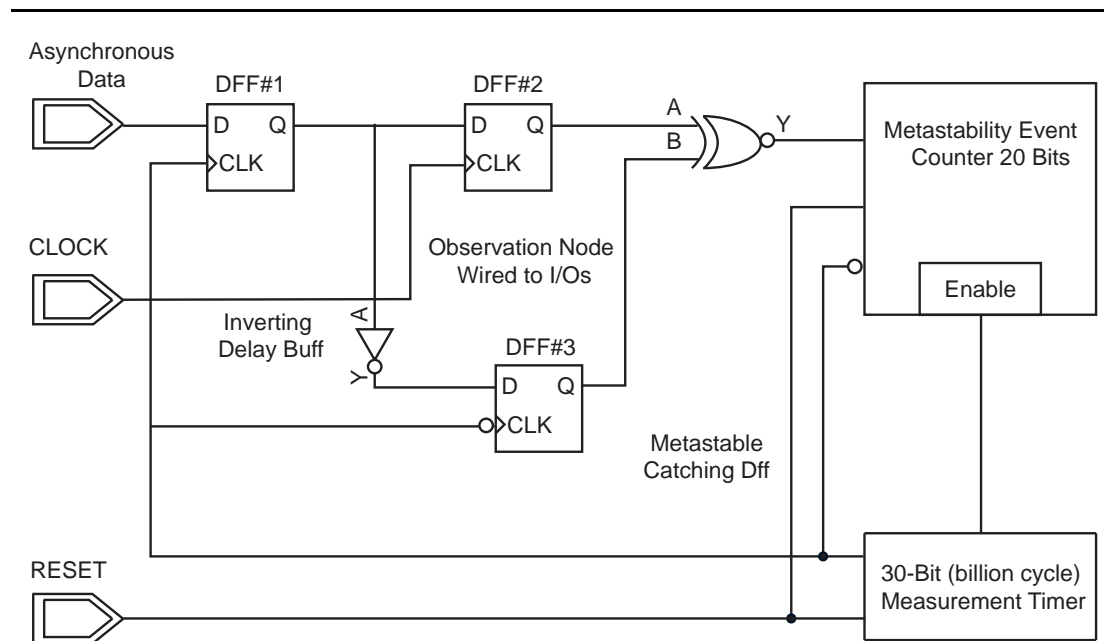 Asynchronous
Data
DFF#1
D Q
CLK
DFF#2
D Q
CLK
A
B
Y
Metastability Event
Counter 20 Bits
Enable
CLOCK
Observation Node
Wired to I/Os
Inverting
Delay Buff
A
Y
DFF#3
D Q
CLK
Metastable
Catching Dff
RESET
30-Bit (billion cycle)
Measurement Timer